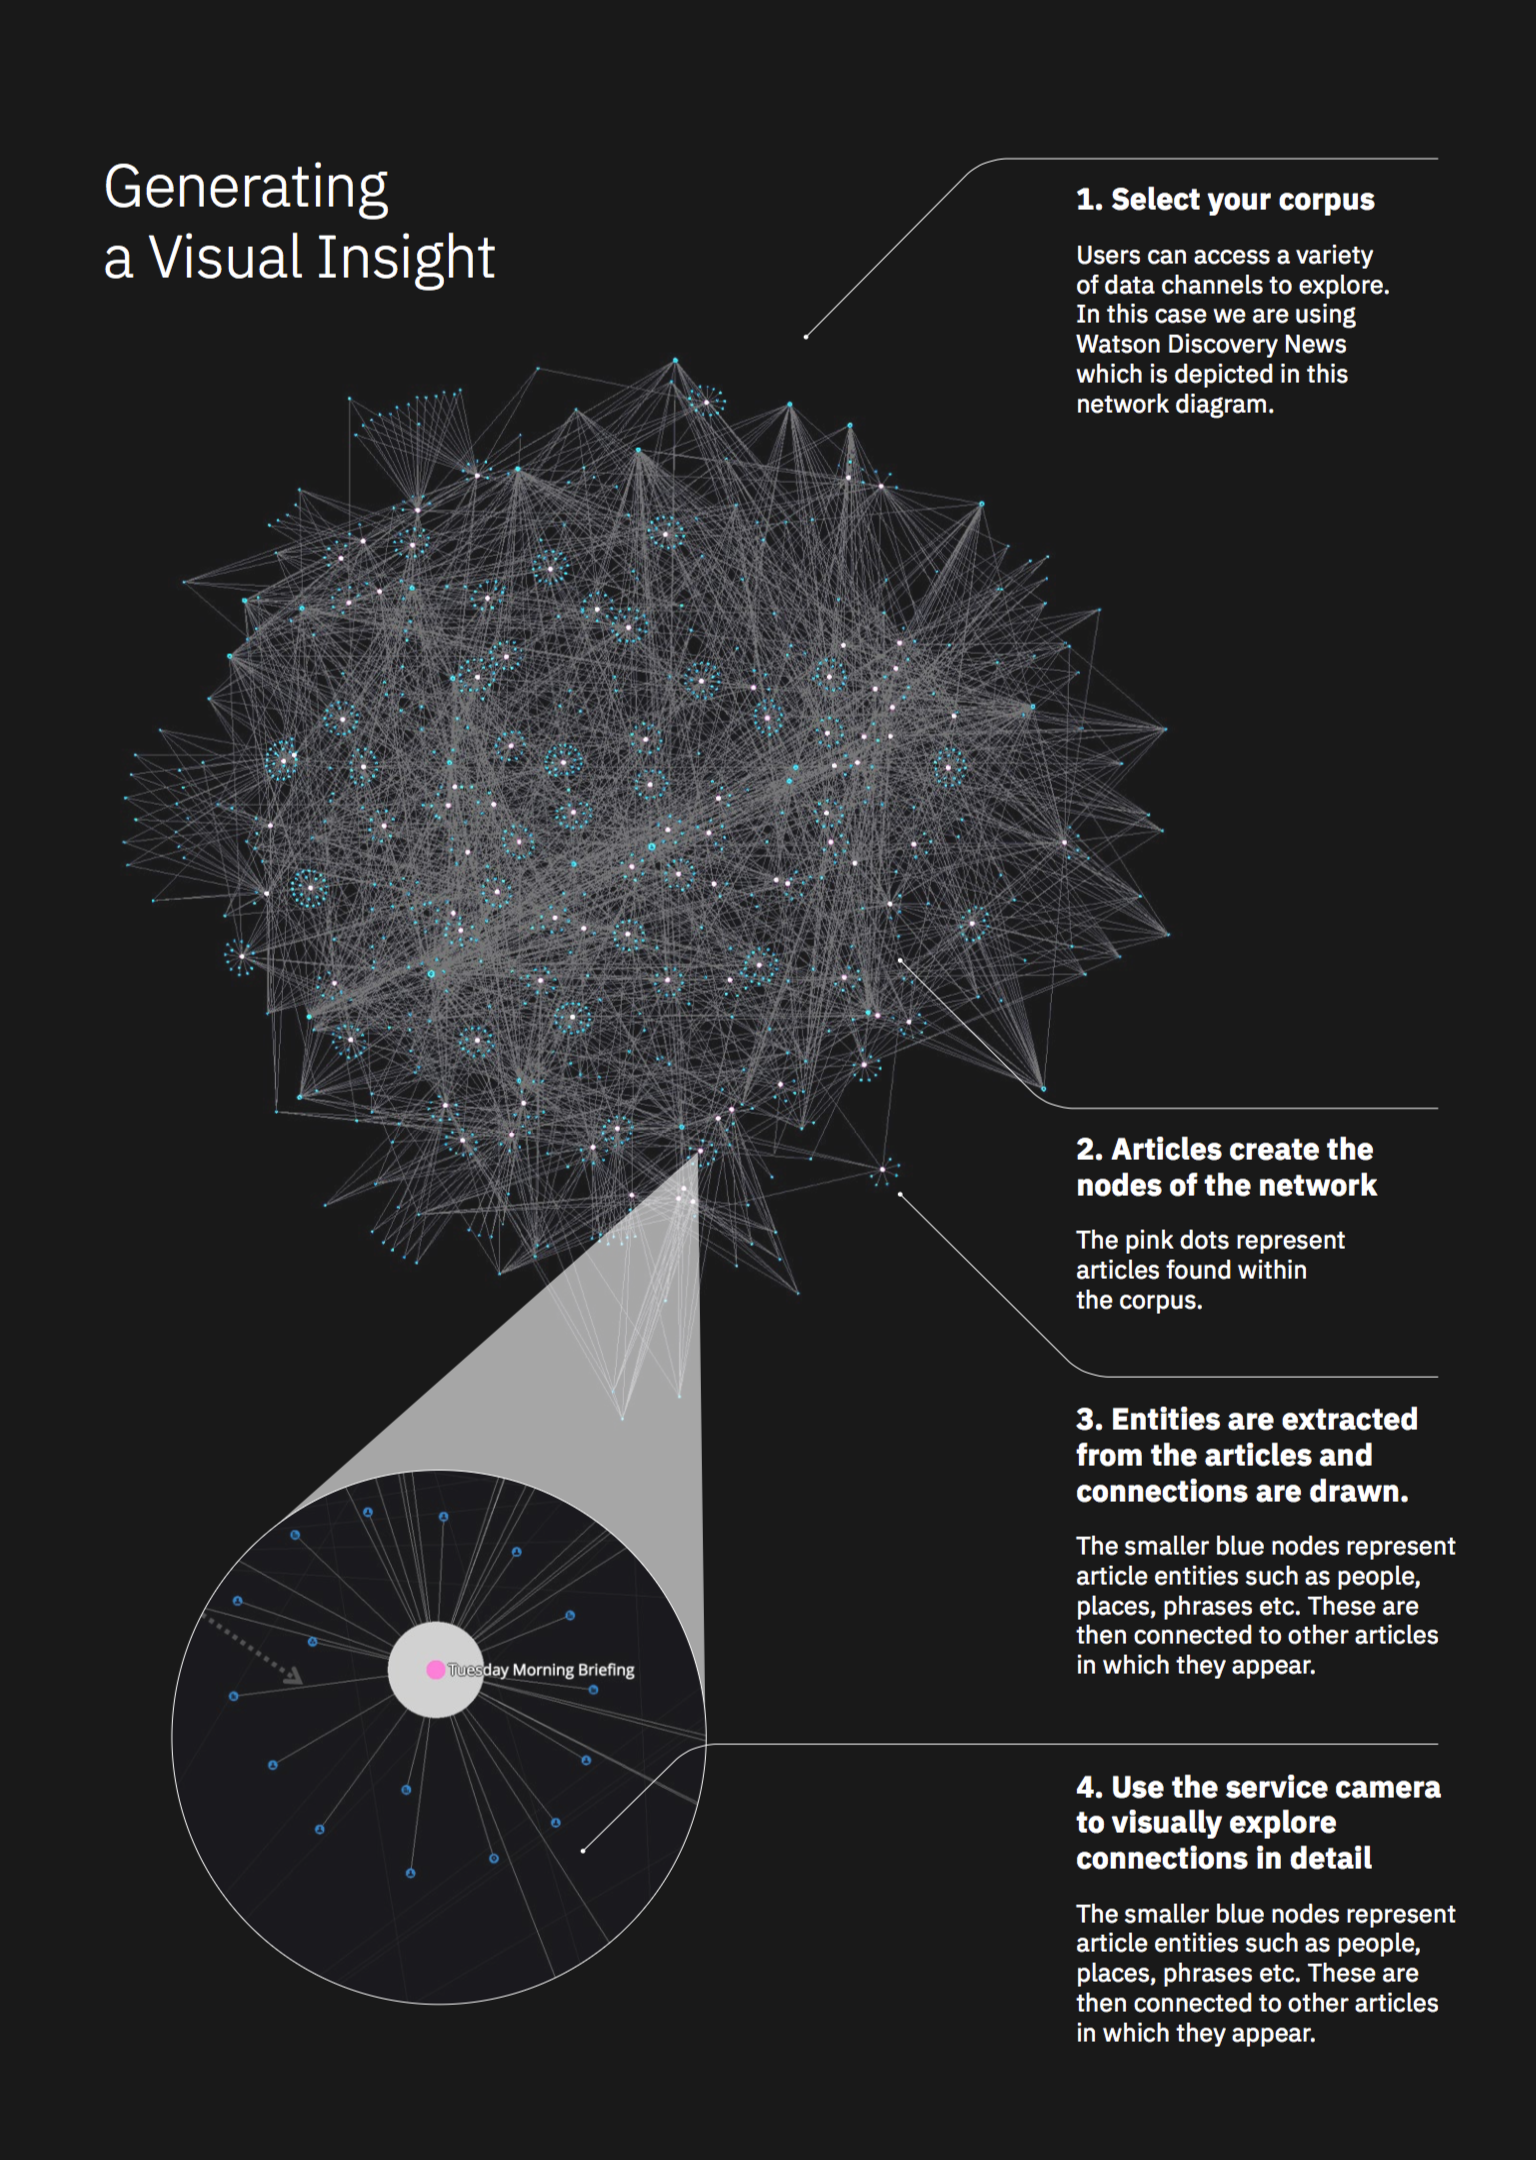 Generating
a Visual Insight
1. Select your corpus
Users can access a variety
of data channels to explore.
In this case we are using
Watson Discovery News
which is depicted in this
network diagram.
2. Articles create the
nodes of the network
The pink dots represent
articles found within
the corpus.
3. Entities are extracted
from the articles and
connections are drawn.
The smaller blue nodes represent
article entities such as people,
places, phrases etc. These are
then connected to other articles
in which they appear.
Tuesday Morning Briefing
4. Use the service camera
to visually explore
connections in detail
The smaller blue nodes represent
article entities such as people,
places, phrases etc. These are
then connected to other articles
in which they appear.